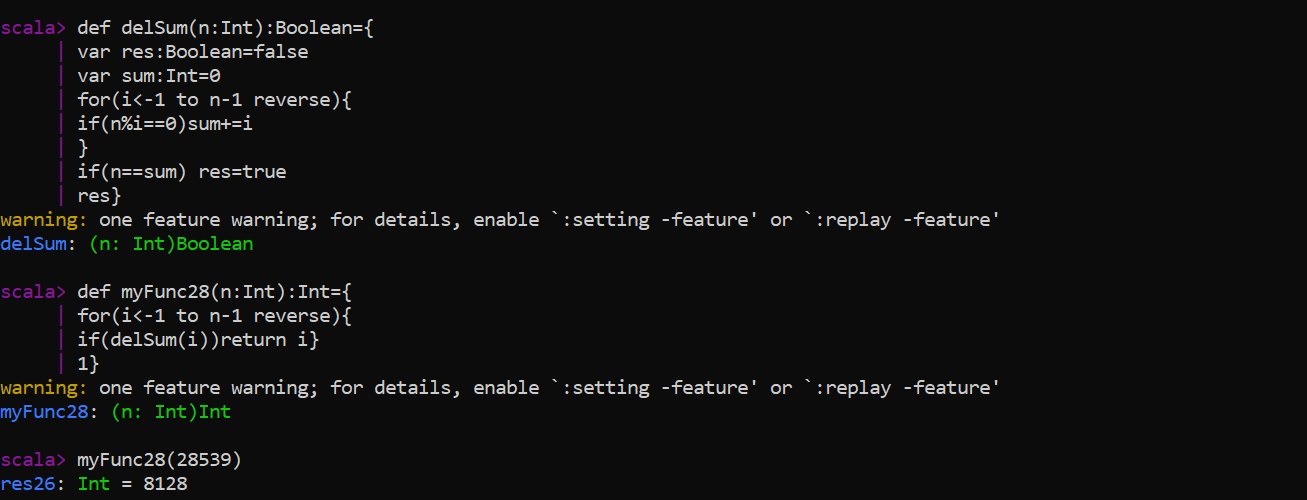 scala> def delSum(n:Int):Boolean={
     | var res:Boolean=false
     | var sum:Int=0
     | for(i<-1 to n-1 reverse){
     | if(n%i==0)sum+=i
     | }
     | if(n==sum) res=true
     | res}
warning: one feature warning; for details, enable `:setting -feature' or `:replay -feature'
delSum: (n: Int)Boolean
scala> def myFunc28(n:Int):Int={
     | for(i<-1 to n-1 reverse){
     | if(delSum(i))return i}
     | 1}
warning: one feature warning; for details, enable `:setting -feature' or `:replay -feature'
myFunc28: (n: Int)Int
scala> myFunc28(28539)
res26: Int = 8128